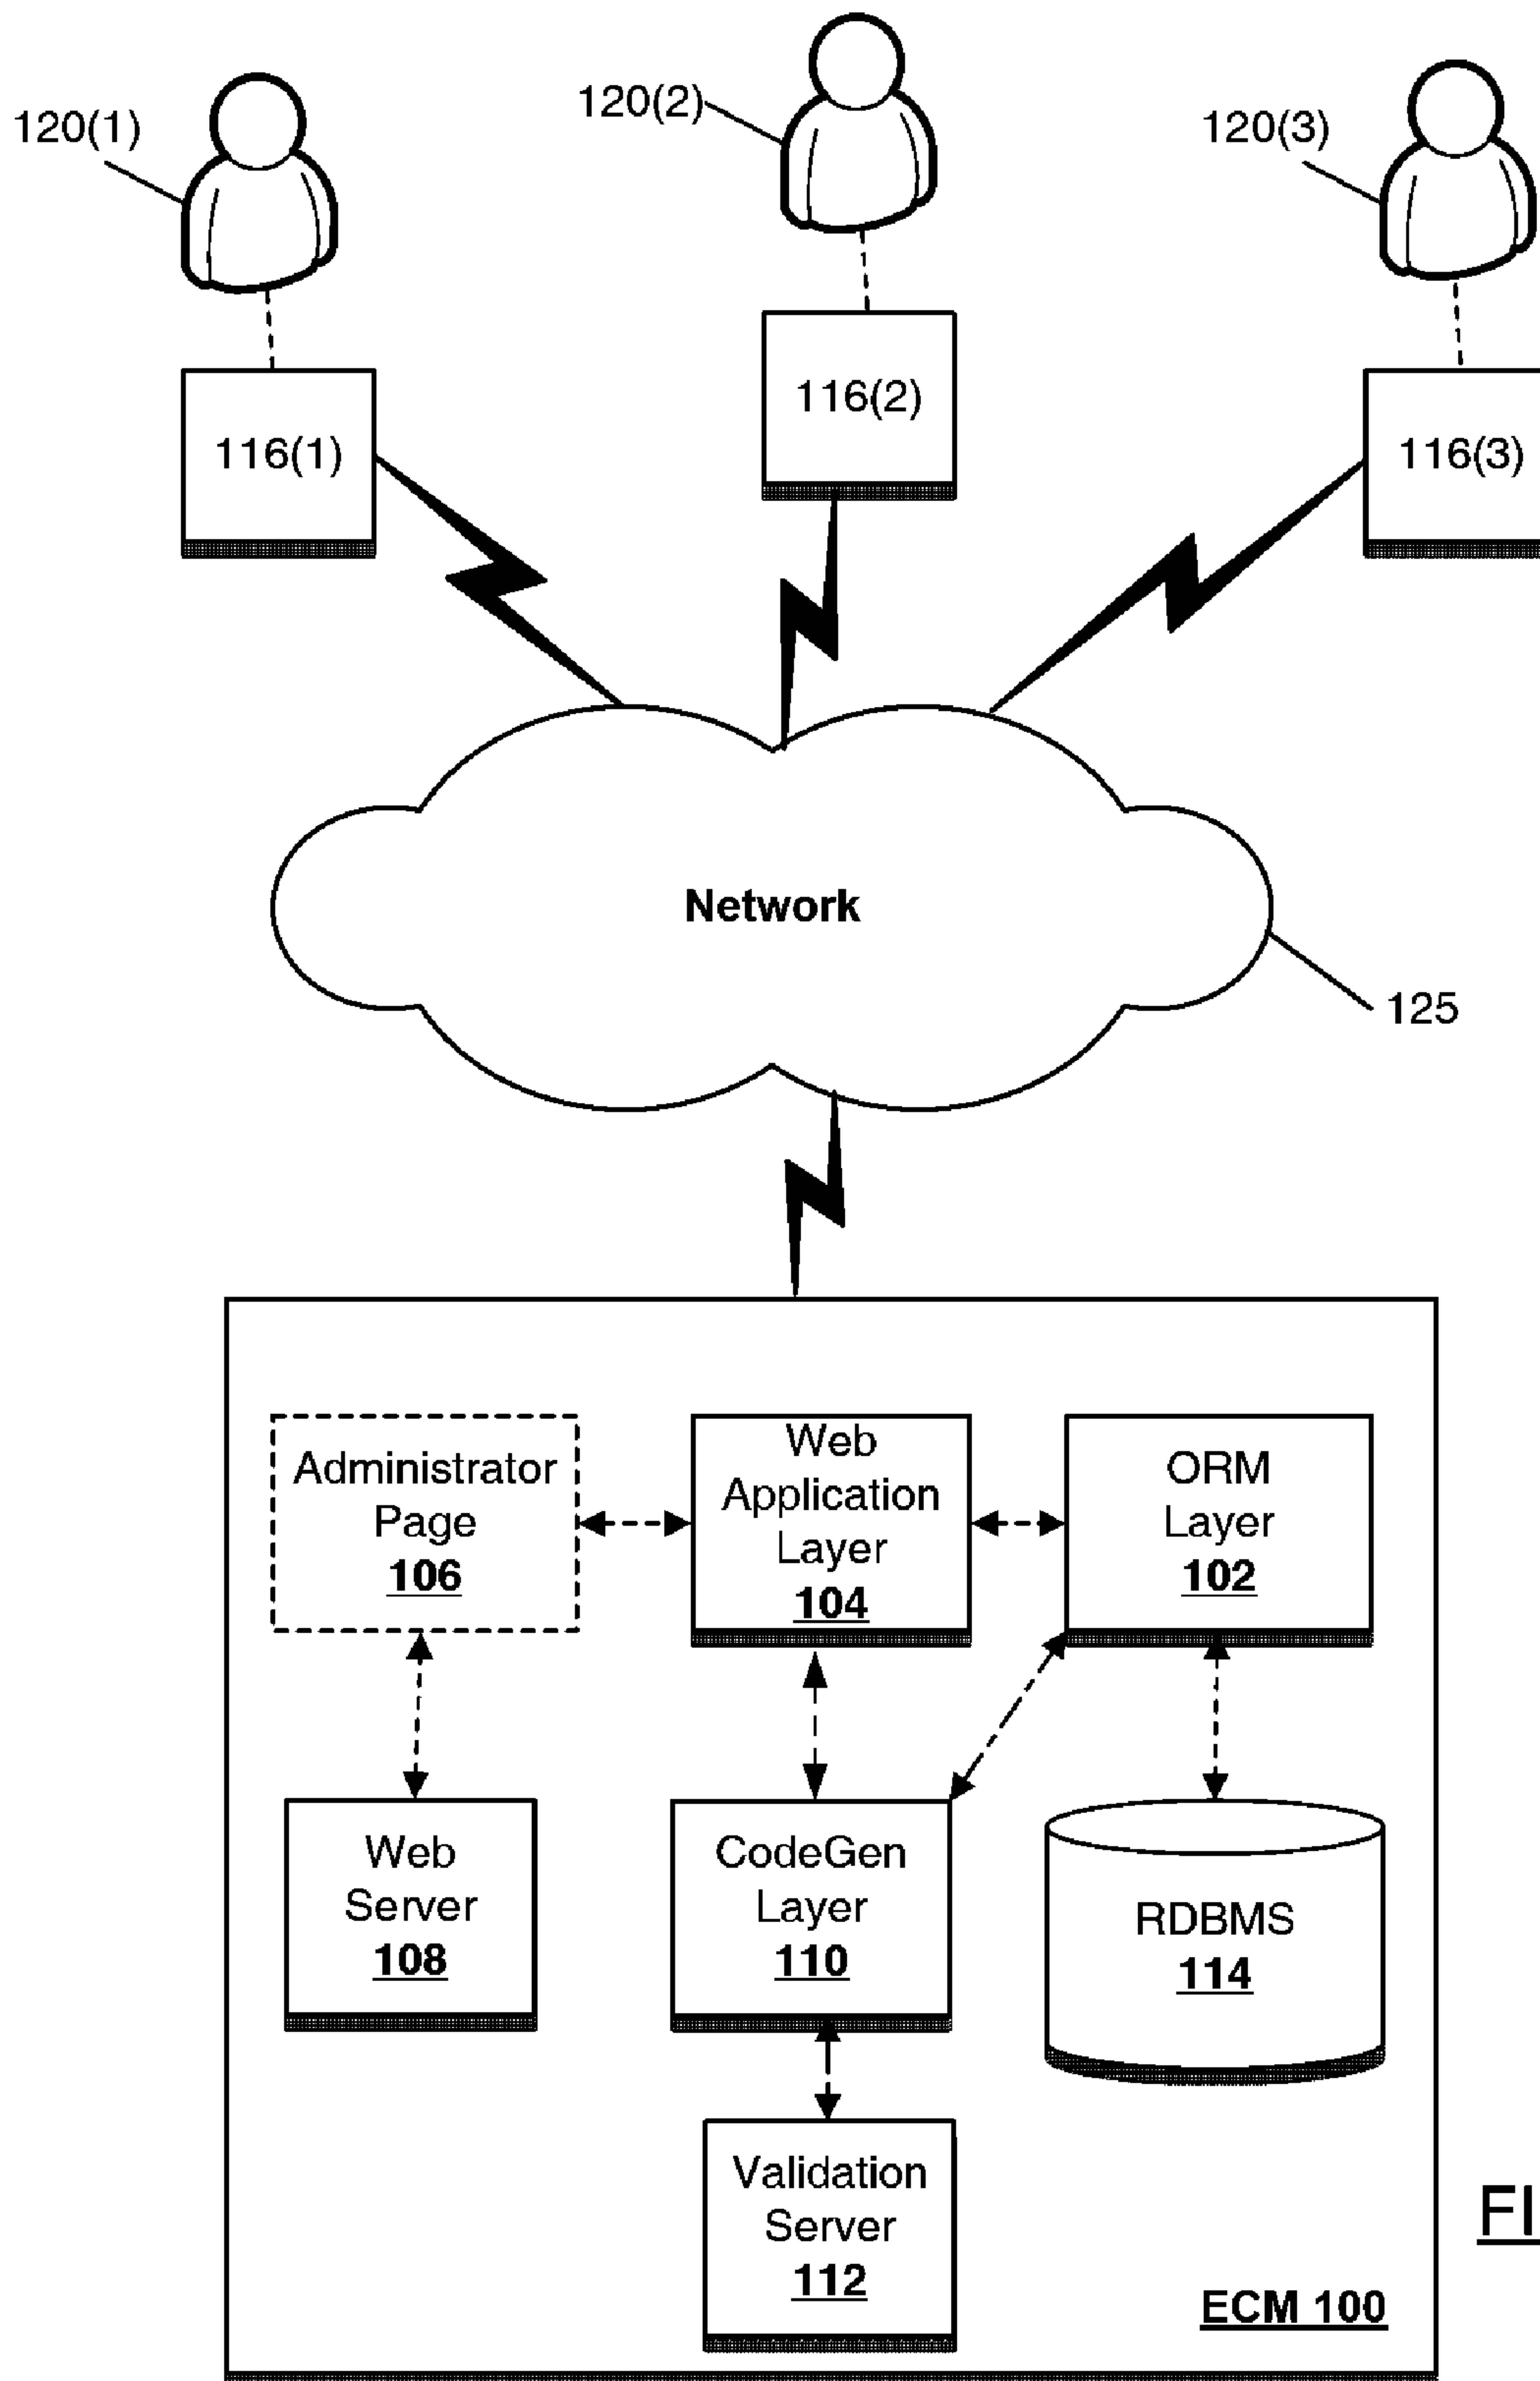 120(1)
120(2)
120(3)
116(1)
116(2)
116(3)
Network
125
Administrator
Page
106
Web
Application
Layer
104
ORM
Layer
102
Web
Server
108
CodeGen
Layer
110
RDBMS
114
Validation
Server
112
FI
ECM 100